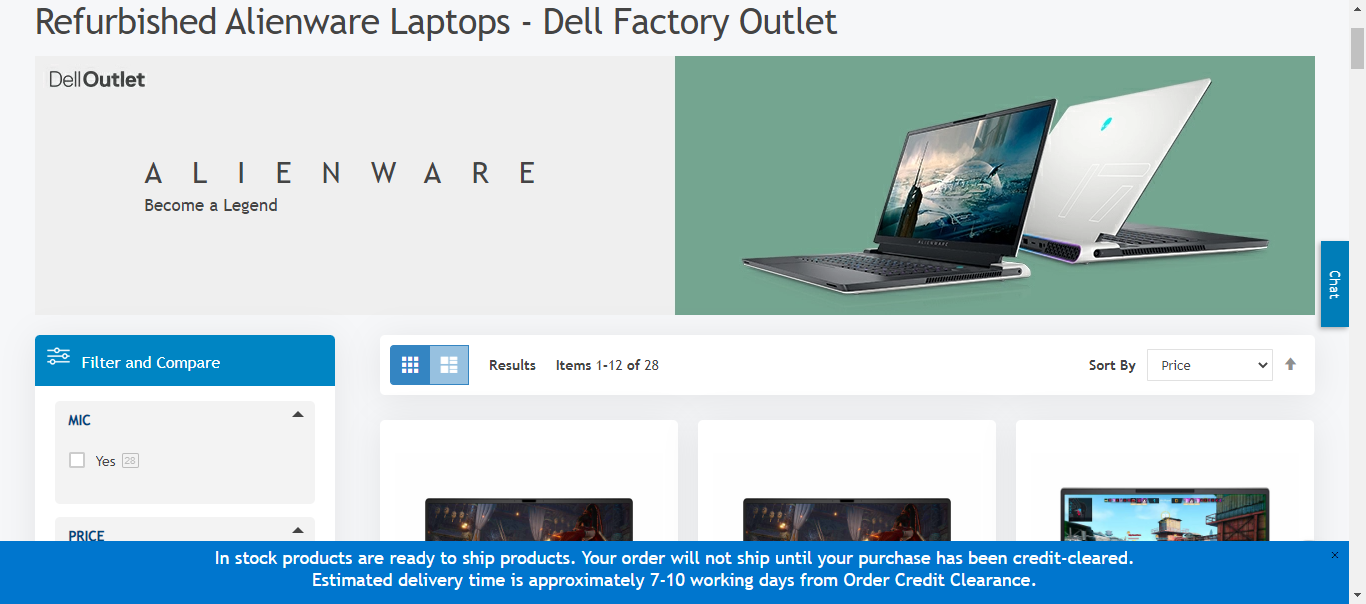 Refurbished Alienware Laptops - Dell Factory Outlet
DellOutlet
ALIENWARE
Become a Legend
ALIENWARE
17
Chat
Filter and Compare
Results Items 1-12 of 28
Sort By Price
MIC
Yes 28
PRICE
In stock products are ready to ship products. Your order will not ship until your purchase has been credit-cleared.
Estimated delivery time is approximately 7-10 working days from Order Credit Clearance.